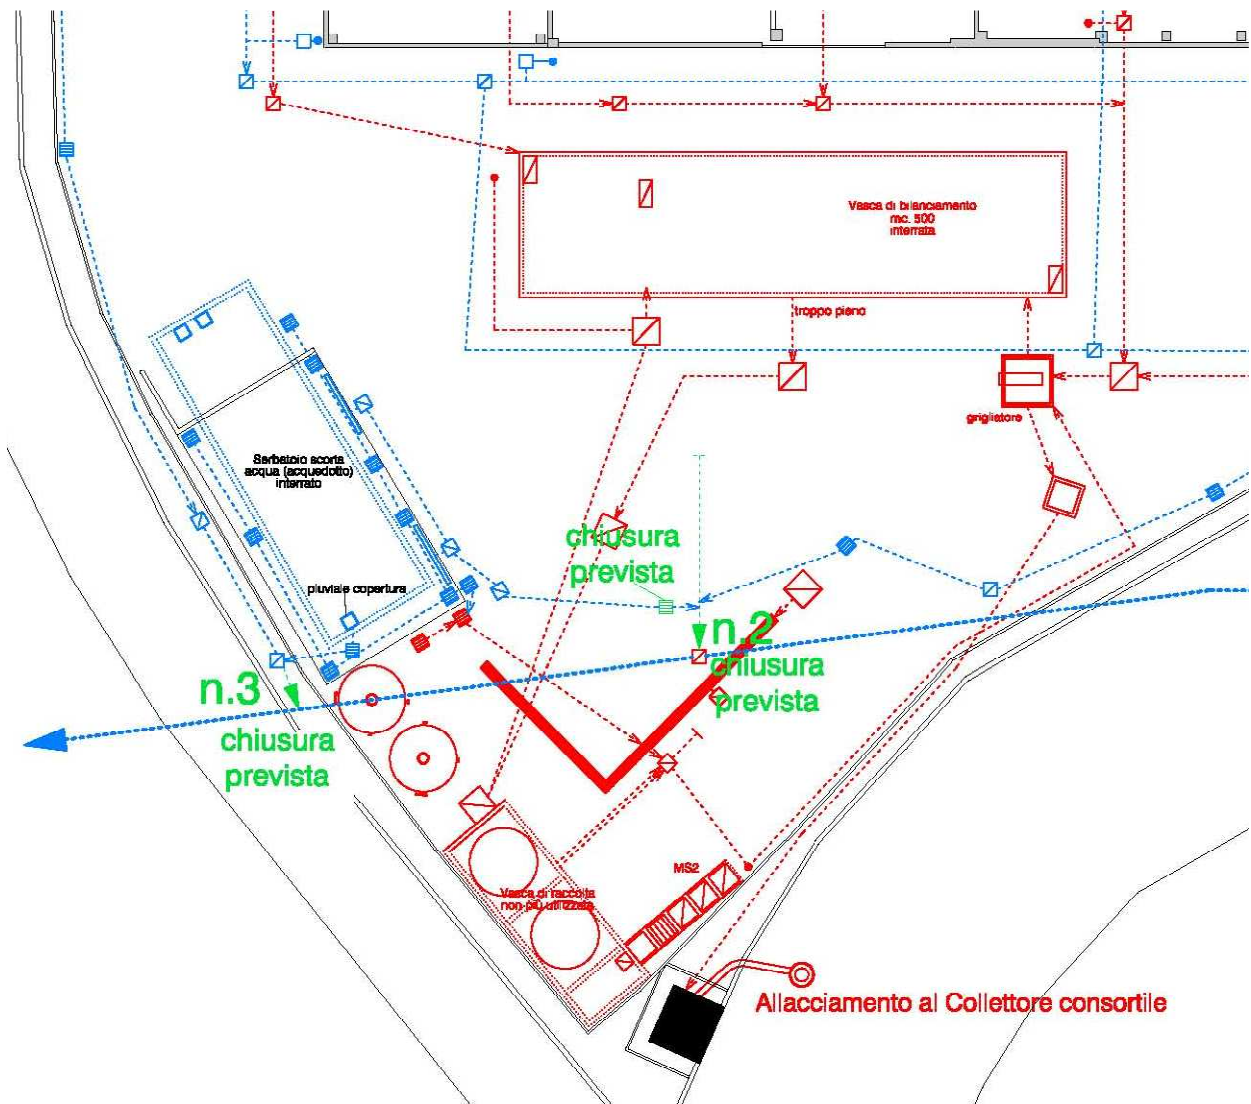 Vasca di bilanciamento
mc. 500
interrata
troppo pieno
grigliatore
Serbatoio scorta
acqua (acquedotto)
interrato
pluviale copertura
chiusura
prevista
n.2
chiusura
prevista
n.3
chiusura
prevista
MS2
Vasca di raccolta
non più utilizzata
Allacciamento al Collettore consortile